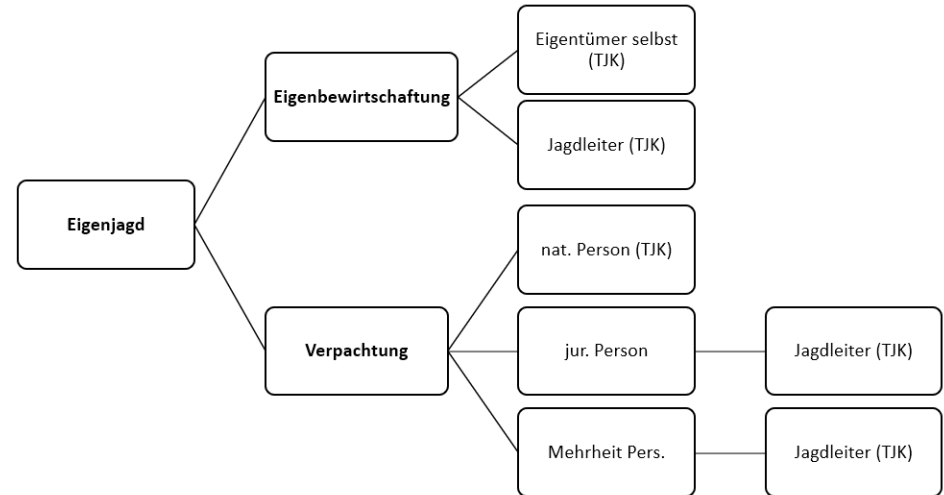 Eigenjagd
Eigenbewirtschaftung
Eigentümer selbst
(TJK)
Jagdleiter (TJK)
Verpachtung
nat. Person (TJK)
jur. Person
Jagdleiter (TJK)
Mehrheit Pers.
Jagdleiter (TJK)